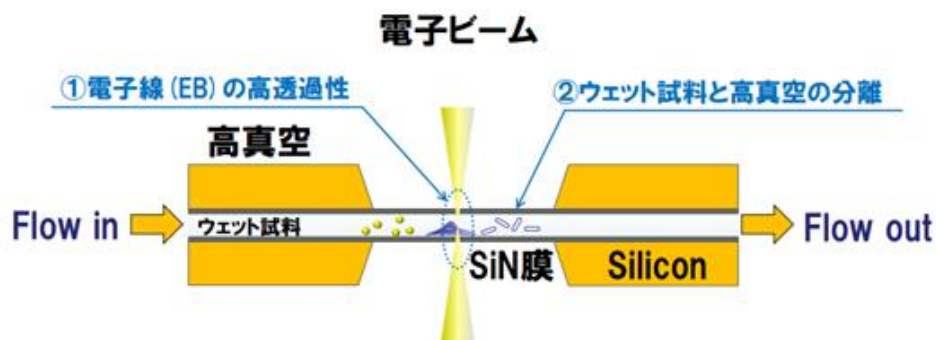 電子ビーム
①電子線(EB)の高透過性
②ウェット試料と高真空の分離
高真空
Flow in
ウェット試料
Flow out
SiN膜
Silicon